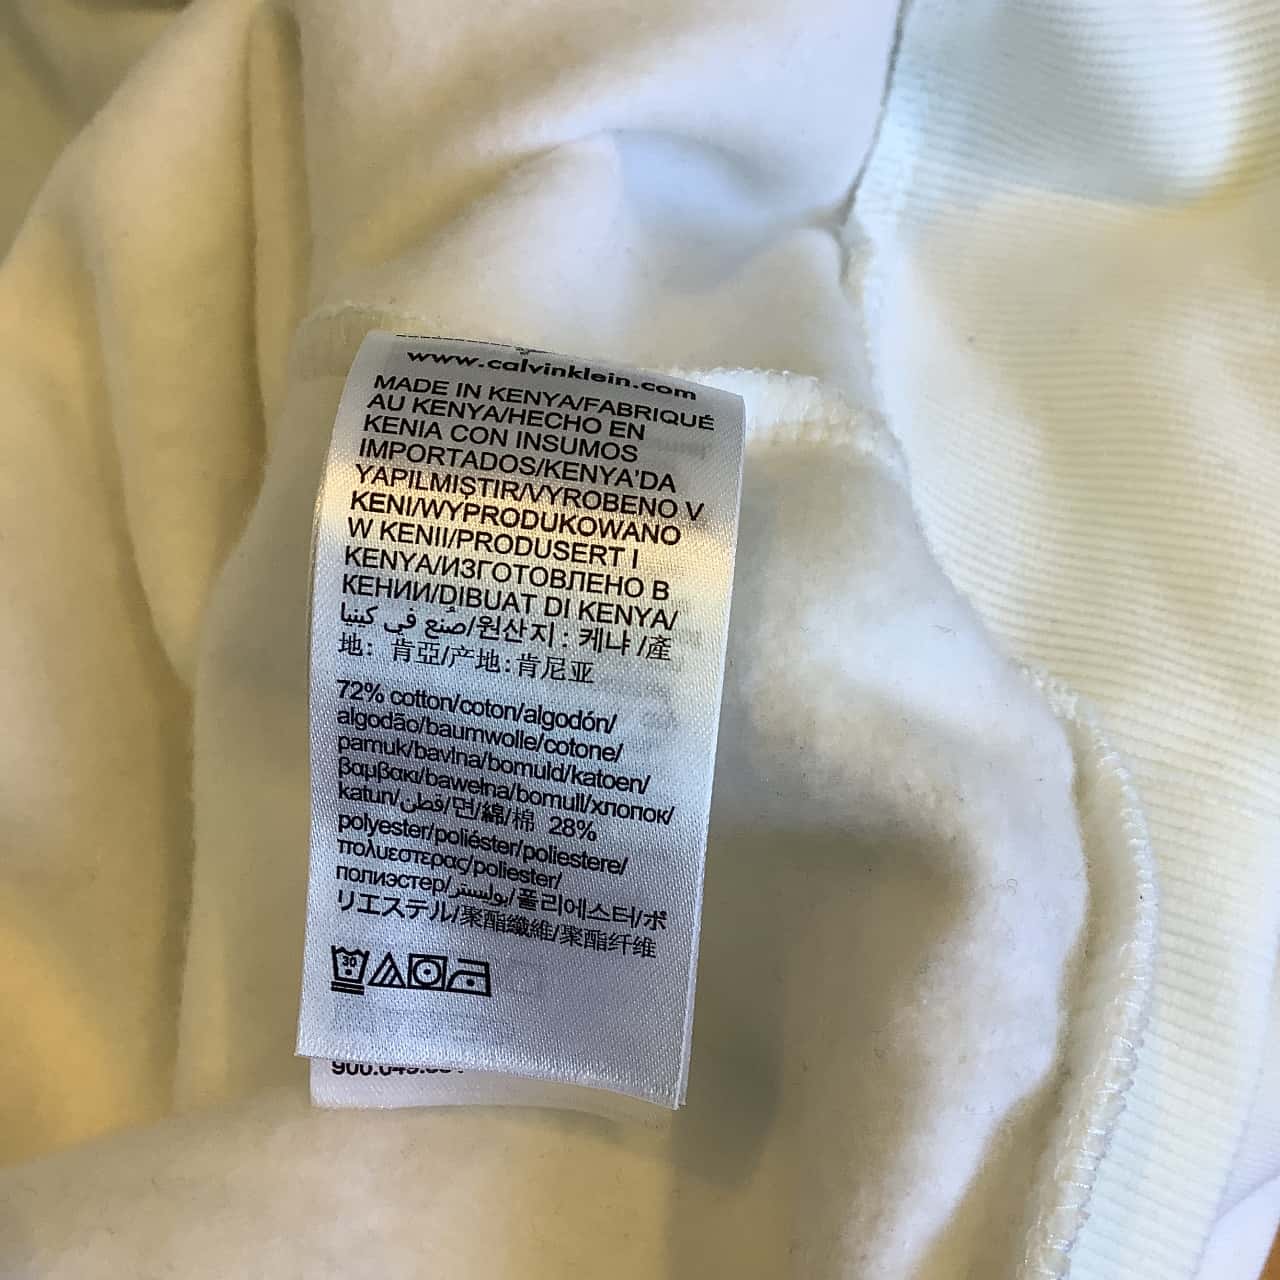 www.calvinklein.com
MADE IN KENYA/FABRIQUÉ
AU KENYA/HECHO EN
KENIA CON INSUMOS
IMPORTADOS/KENYA'DA
YAPILMIŞTIR/VYROBENO V
KENI/WYPRODUKOWANO
W KENII/PRODUSERT I
KENYA/ИЗГОТОВЛЕНО В
КЕНИИ/DIBUAT DI KENYA/
صُنع في كينيا/원산지 : 케냐 /產
地: 肯亞/产地:肯尼亚
72% cotton/coton/algodón/
algodão/baumwolle/cotone/
pamuk/bavlna/bomuld/katoen/
βαμβακι/bawełna/bomull/хлопок/
katun/قطن/면/綿/棉 28%
polyester/poliéster/poliestere/
πολυεστερας/poliester/
полиэстер/بوليستر/폴리에스터/ポ
リエステル/聚酯纖維/聚酯纤维
30